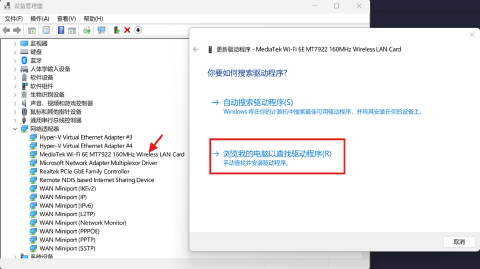 设备管理器
文件(F) 操作(A) 查看(V) 帮助(H)
监视器
键盘
蓝牙
人体学输入设备
软件设备
软件组件
生物识别设备
声音、视频和游戏控制器
鼠标和其他指针设备
通用串行总线控制器
网络适配器
Hyper-V Virtual Ethernet Adapter #3
Hyper-V Virtual Ethernet Adapter #4
MediaTek Wi-Fi 6E MT7922 160MHz Wireless LAN Card
Microsoft Network Adapter Multiplexor Driver
Realtek PCIe GbE Family Controller
Remote NDIS based Internet Sharing Device
WAN Miniport (IKEv2)
WAN Miniport (IP)
WAN Miniport (IPv6)
WAN Miniport (L2TP)
WAN Miniport (Network Monitor)
WAN Miniport (PPPOE)
WAN Miniport (PPTP)
WAN Miniport (SSTP)
系统设备
更新驱动程序 - MediaTek Wi-Fi 6E MT7922 160MHz Wireless LAN Card
你要如何搜索驱动程序?
自动搜索驱动程序(S)
Windows 将在你的计算机中搜索最佳可用驱动程序，并将其安装在你的设备上。
浏览我的电脑以查找驱动程序(R)
手动查找并安装驱动程序。
取消